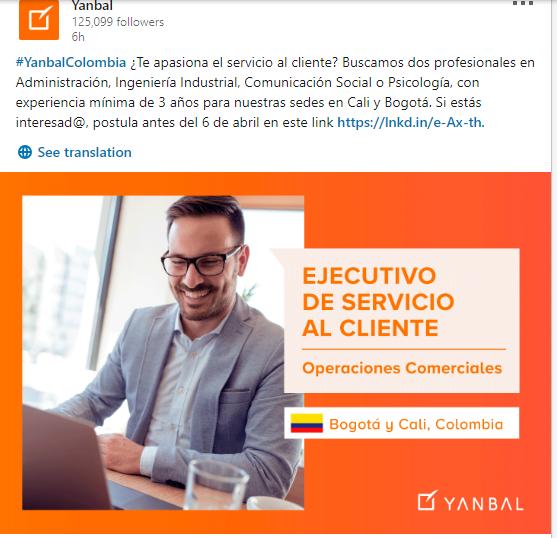 Yanbal
125,099 followers
6h
#YanbalColombia ¿Te apasiona el servicio al cliente? Buscamos dos profesionales en
Administración, Ingeniería Industrial, Comunicación Social o Psicología, con
experiencia mínima de 3 años para nuestras sedes en Cali y Bogotá. Si estás
interesad@, postula antes del 6 de abril en este link https://lnkd.in/e-Ax-th.
See translation
EJECUTIVO
DE SERVICIO
AL CLIENTE
Operaciones Comerciales
Bogotá y Cali, Colombia
YANBAL